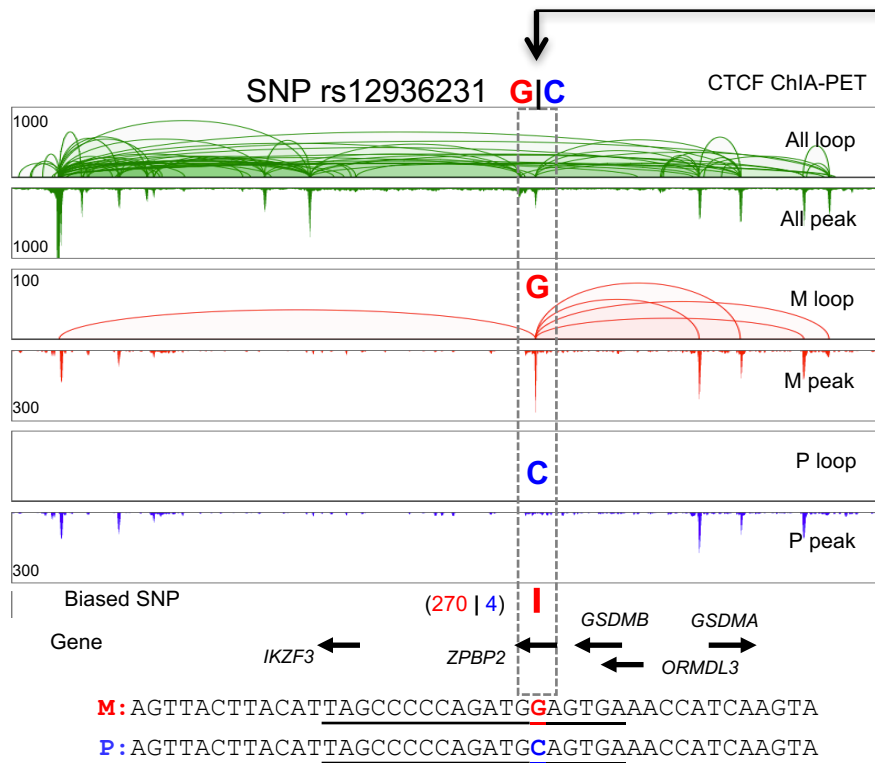 SNP rs12936231 G|C CTCF ChIA-PET
1000 All loop
All peak
1000
100 G M loop
M peak
300
C P loop
P peak
300
Biased SNP (270 | 4)
Gene IKZF3 ZPBP2 GSDMB GSDMA
ORMDL3
M: AGTTACTTACATTAGCCCCCAGATGGAGTGAAACCATCAAGTA
P: AGTTACTTACATTAGCCCCCAGATGCAGTGAAACCATCAAGTA